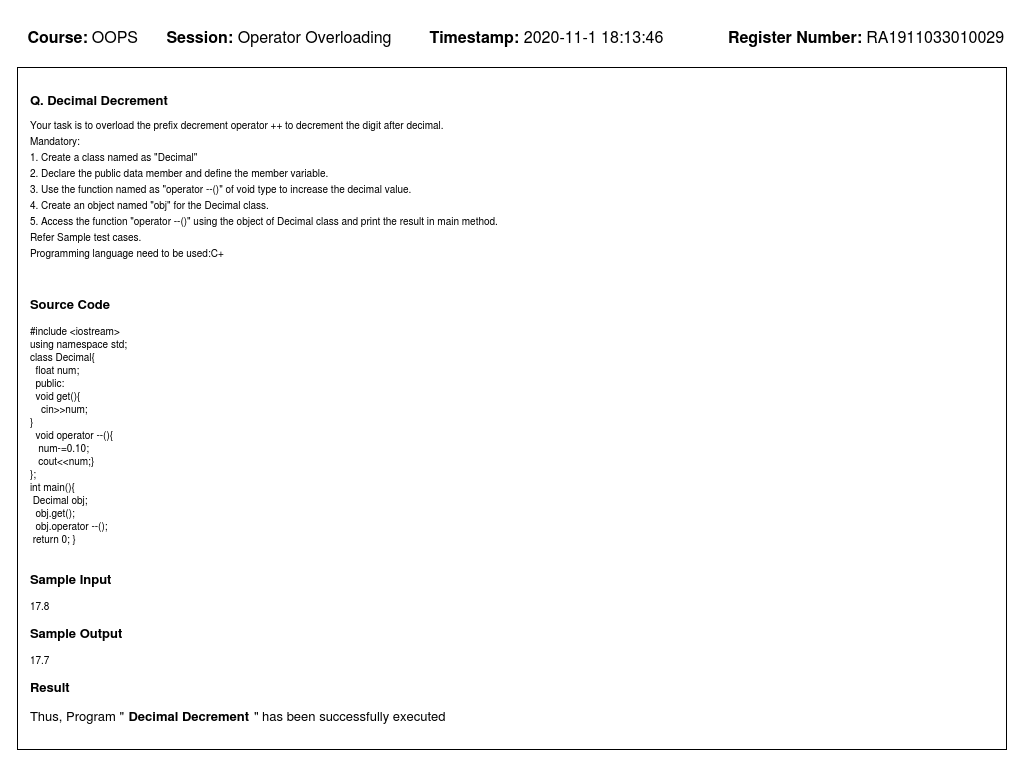 Course: OOPS Session: Operator Overloading Timestamp: 2020-11-1 18:13:46 Register Number: RA1911033010029
Q. Decimal Decrement
Your task is to overload the prefix decrement operator ++ to decrement the digit after decimal.
Mandatory:
1. Create a class named as "Decimal"
2. Declare the public data member and define the member variable.
3. Use the function named as "operator --()" of void type to increase the decimal value.
4. Create an object named "obj" for the Decimal class.
5. Access the function "operator --()" using the object of Decimal class and print the result in main method.
Refer Sample test cases.
Programming language need to be used:C+
Source Code
#include <iostream>
using namespace std;
class Decimal{
float num;
public:
void get(){
cin>>num;
}
void operator --(){
num-=0.10;
cout<<num;}
};
int main(){
Decimal obj;
obj.get();
obj.operator --();
return 0; }
Sample Input
17.8
Sample Output
17.7
Result
Thus, Program " Decimal Decrement " has been successfully executed